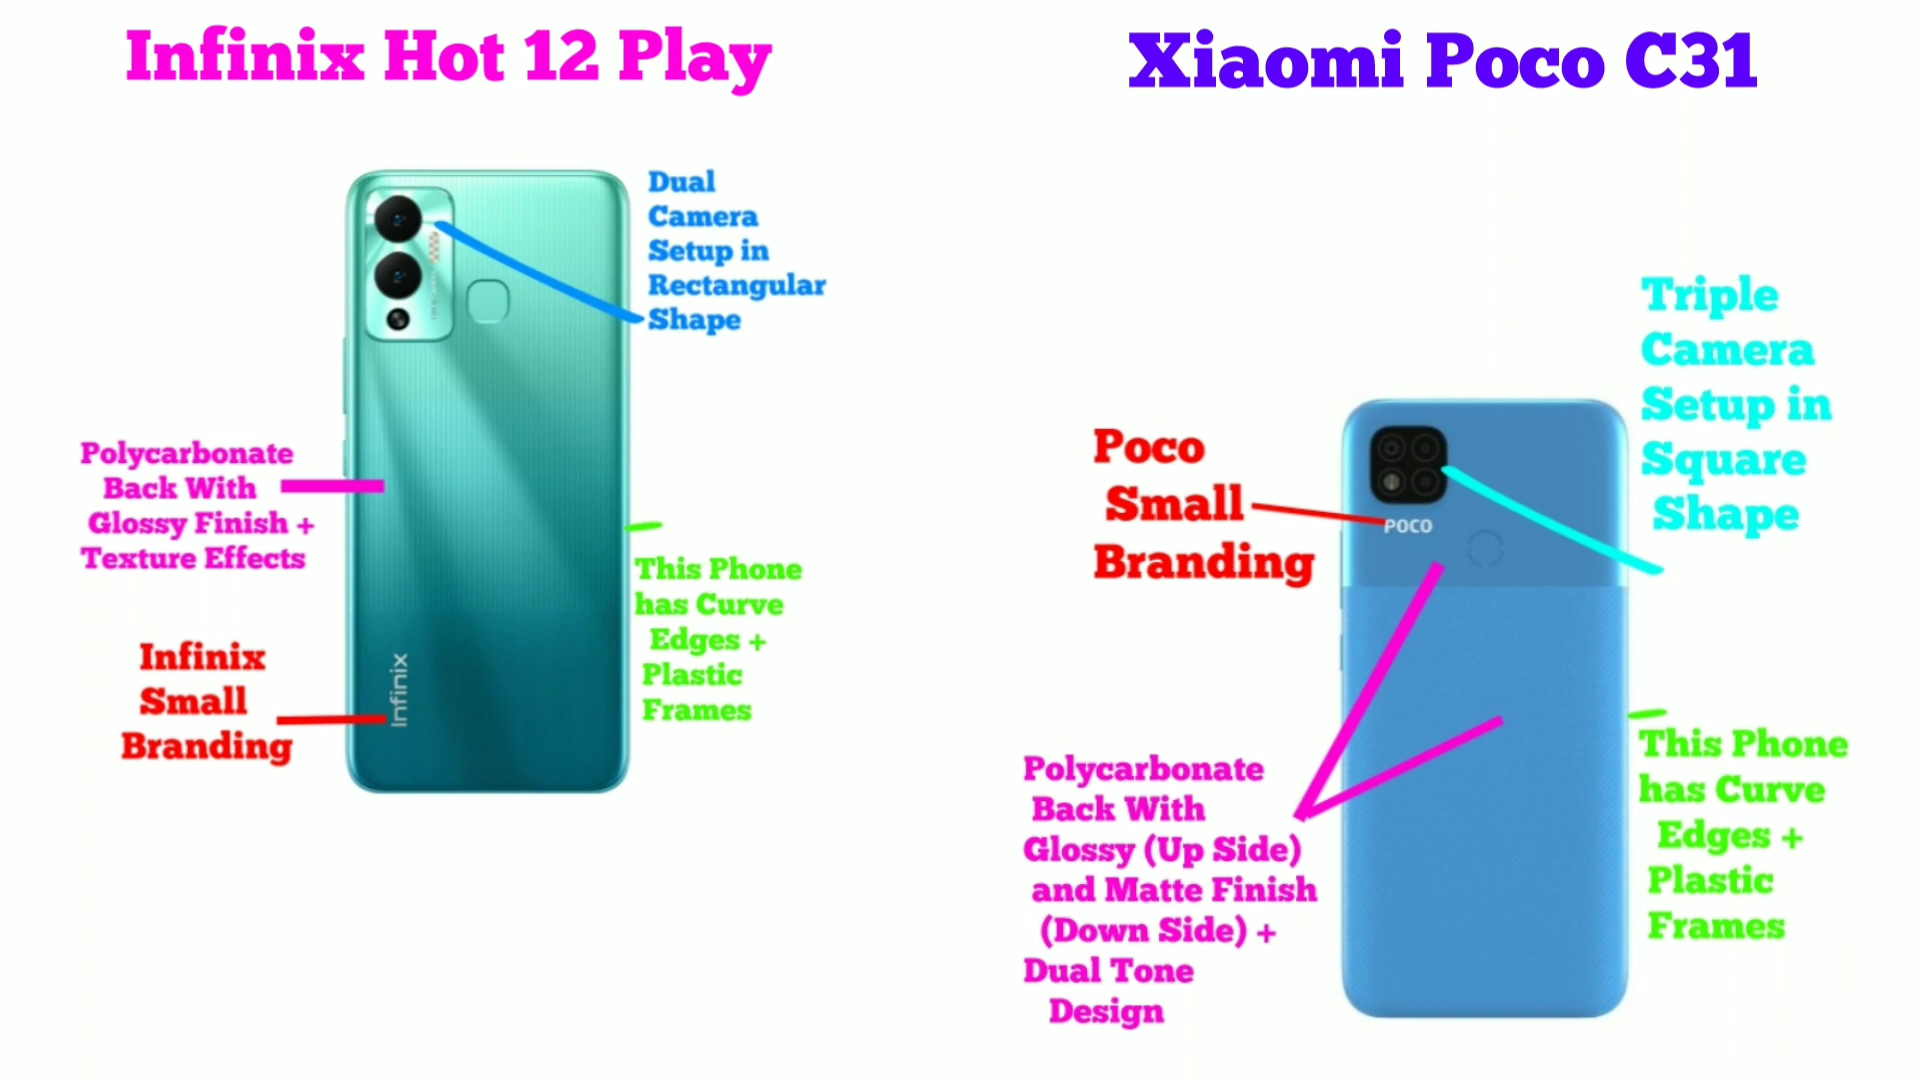 Infinix Hot 12 Play
Dual
Camera
Setup in
Rectangular
Shape
Polycarbonate
Back With
Glossy Finish +
Texture Effects
This Phone
has Curve
Edges +
Plastic
Frames
Infinix
Small
Branding
Infinix
Xiaomi Poco C31
Triple
Camera
Setup in
Square
Shape
Poco
Small
Branding
POCO
Polycarbonate
Back With
Glossy (Up Side)
and Matte Finish
(Down Side) +
Dual Tone
Design
This Phone
has Curve
Edges +
Plastic
Frames